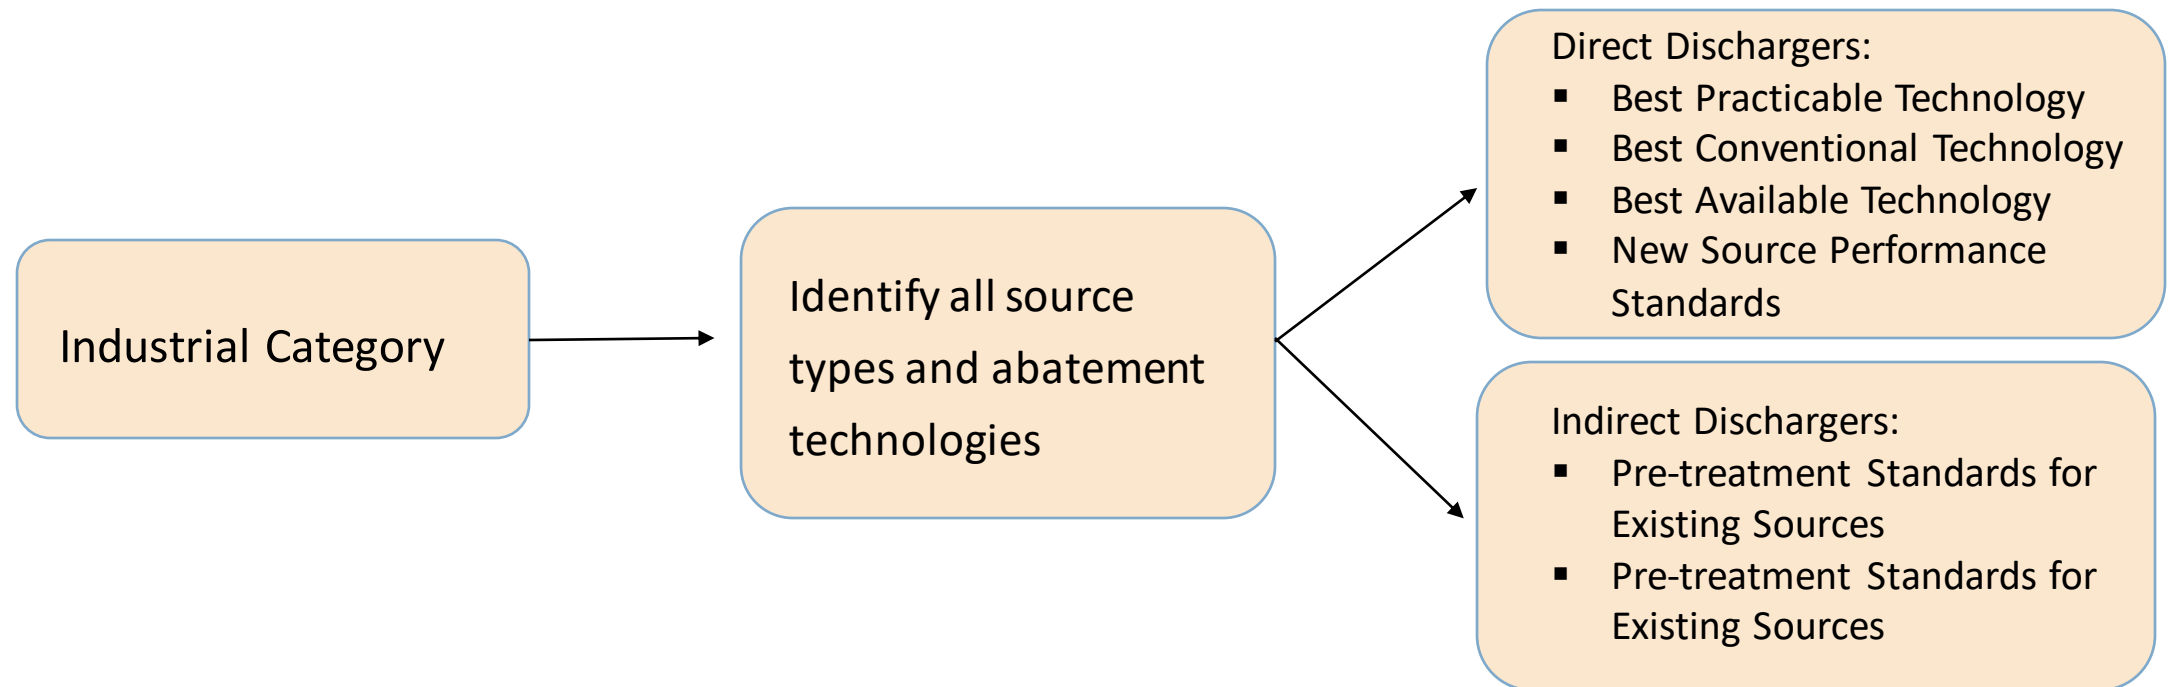 Industrial Category
Identify all source
types and abatement
technologies
Direct Dischargers:
▪ Best Practicable Technology
▪ Best Conventional Technology
▪ Best Available Technology
▪ New Source Performance
Standards
Indirect Dischargers:
▪ Pre-treatment Standards for
Existing Sources
▪ Pre-treatment Standards for
Existing Sources